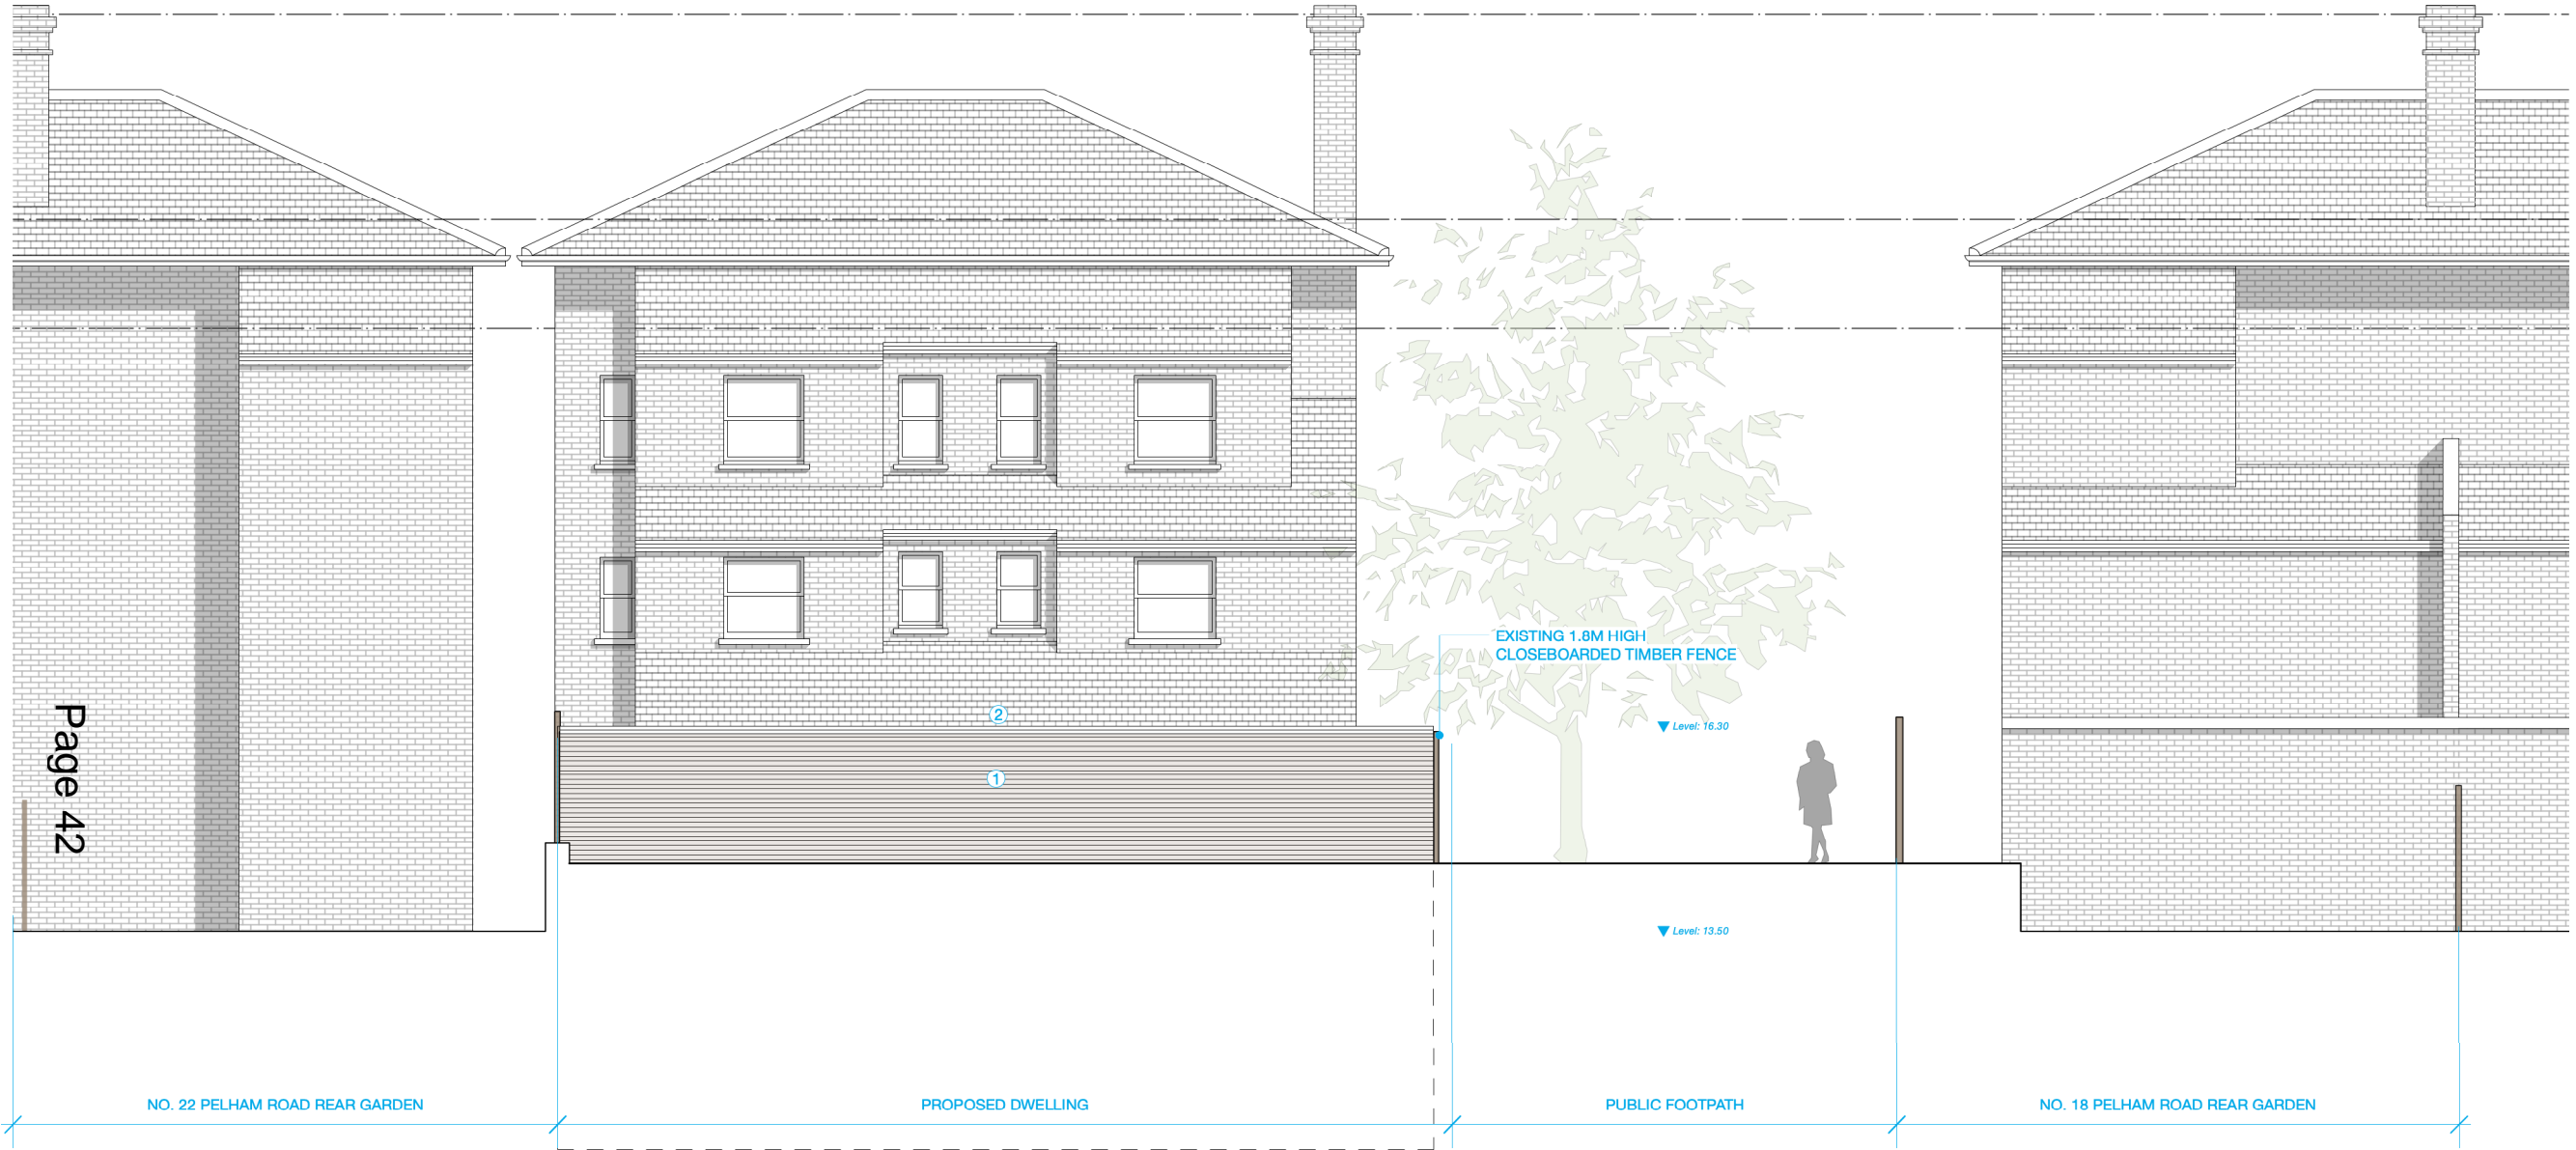 EXISTING 1.8M HIGH
CLOSEBOARDED TIMBER FENCE
Page 42
2
Level: 16.30
1
Level: 13.50
NO. 22 PELHAM ROAD REAR GARDEN
PROPOSED DWELLING
PUBLIC FOOTPATH
NO. 18 PELHAM ROAD REAR GARDEN